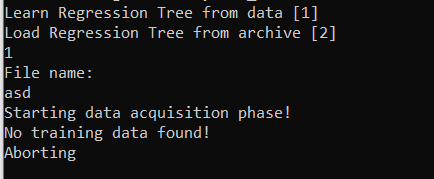 Learn Regression Tree from data [1]
Load Regression Tree from archive [2]
1
File name:
asd
Starting data acquisition phase!
No training data found!
Aborting